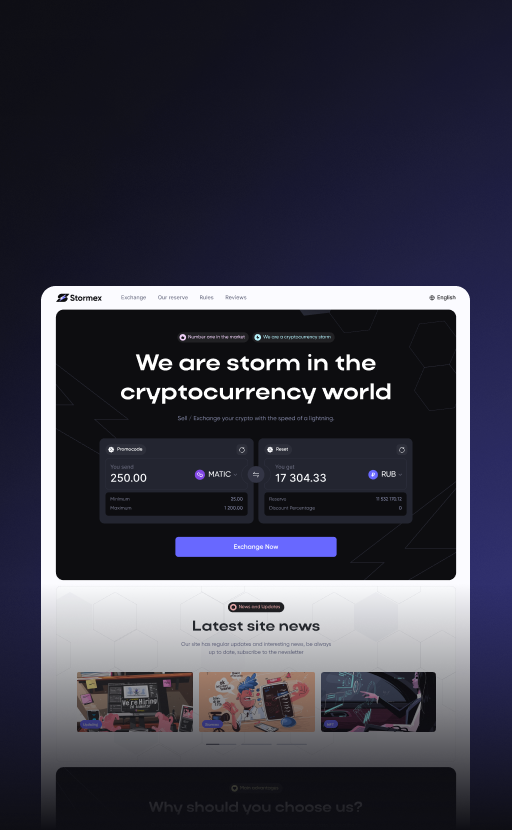 Stormex
Exchange Our reserve Rules Reviews English
Number one in the market We are a cryptocurrency storm
We are storm in the
cryptocurrency world
Sell / Exchange your crypto with the speed of a lightning.
Promocode Reset
You send You get
250.00 MATIC 17 304.33 RUB
Minimum 25.00 Reserve 11 532 115.12
Maximum 1 200.00 Discount Percentage 0
Exchange Now
News and Updates
Latest site news
Our site has regular updates and interesting news, be always
up to date, subscribe to the newsletter
We're Hiring
Why should you choose us?